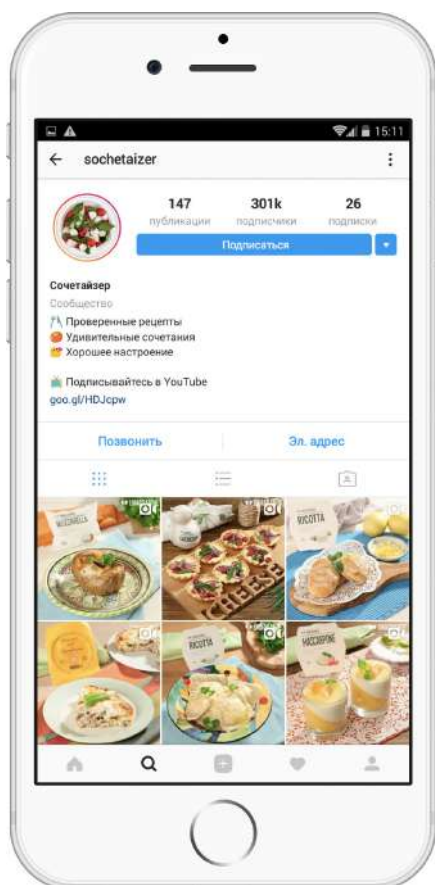 15:11
sochetaizer
147 301k 26
публикации подписчики подписки
Подписаться
Сочетайзер
Сообщество
Проверенные рецепты
Удивительные сочетания
Хорошее настроение
Подписывайтесь в YouTube
goo.gl/HDJcpw
Позвонить Эл. адрес
MOZZARELLA
CHEESE
RICOTTA
RICOTTA
MASCARPONE